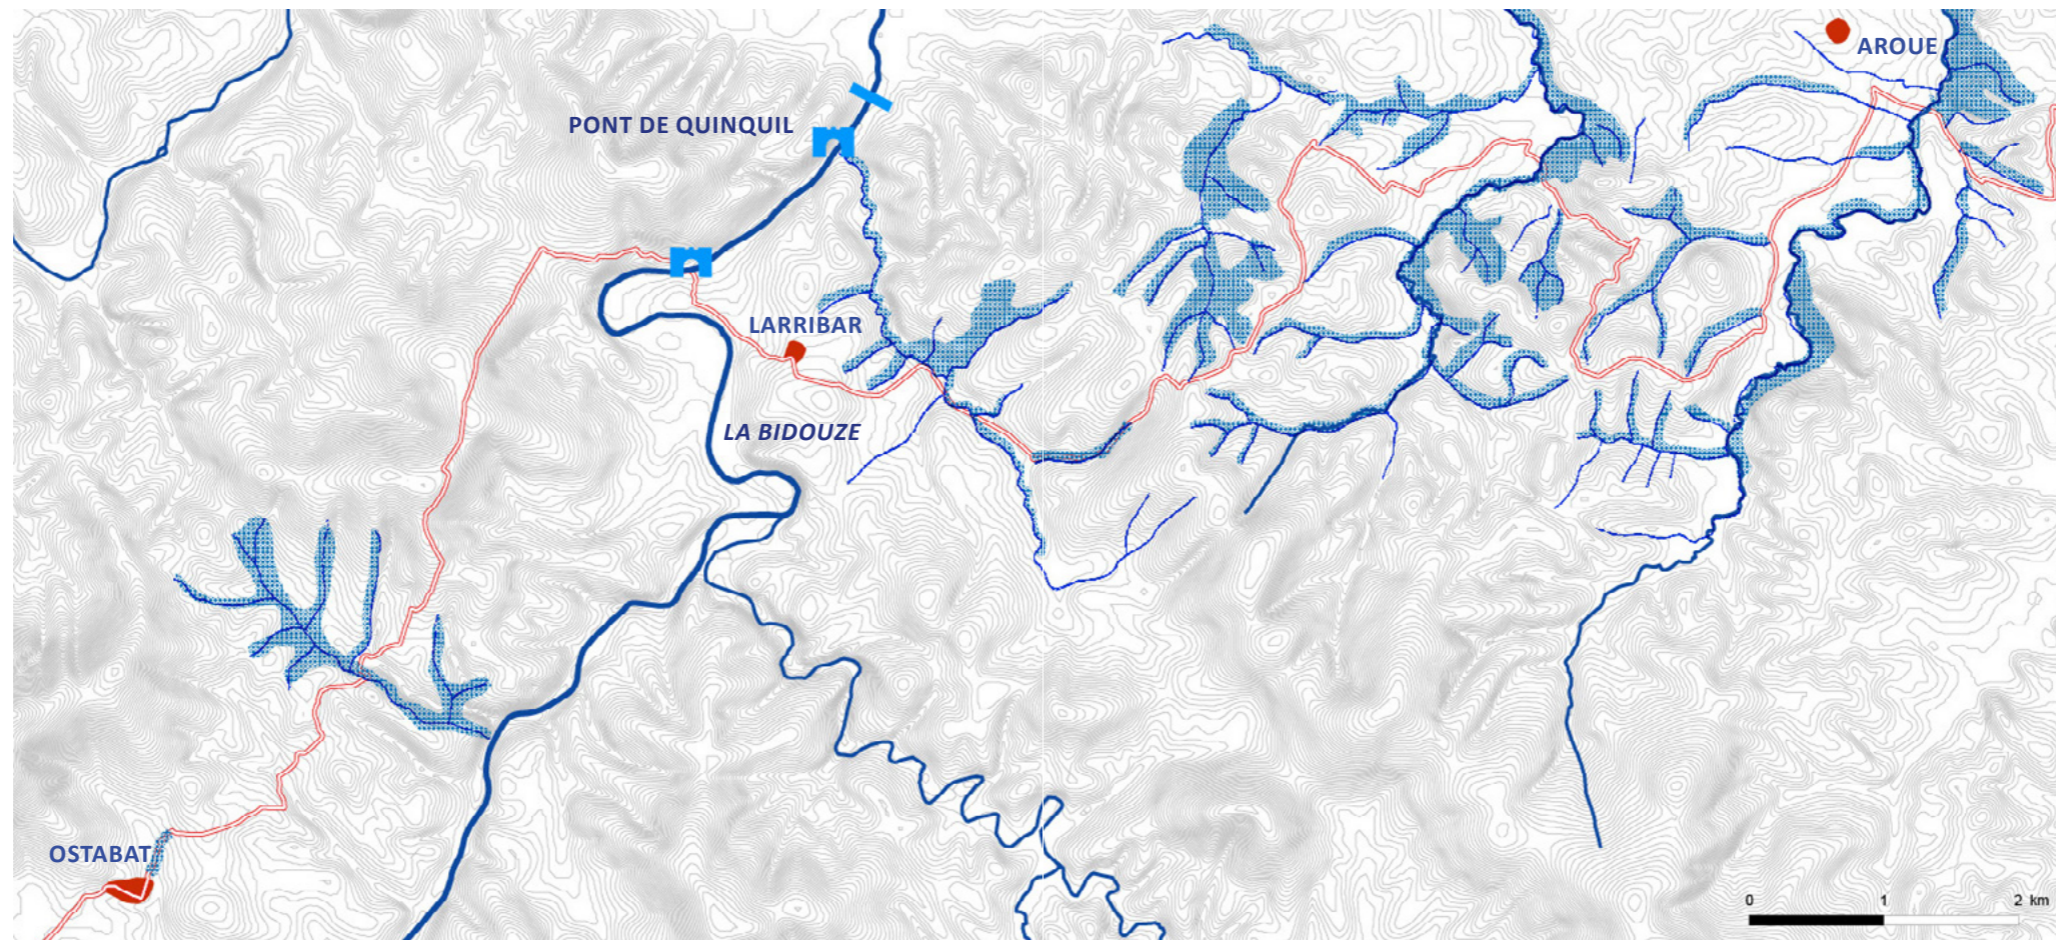 AROUE
PONT DE QUINQUIL
LARRIBAR
LA BIDOUZE
OSTABAT
0 1 2 km